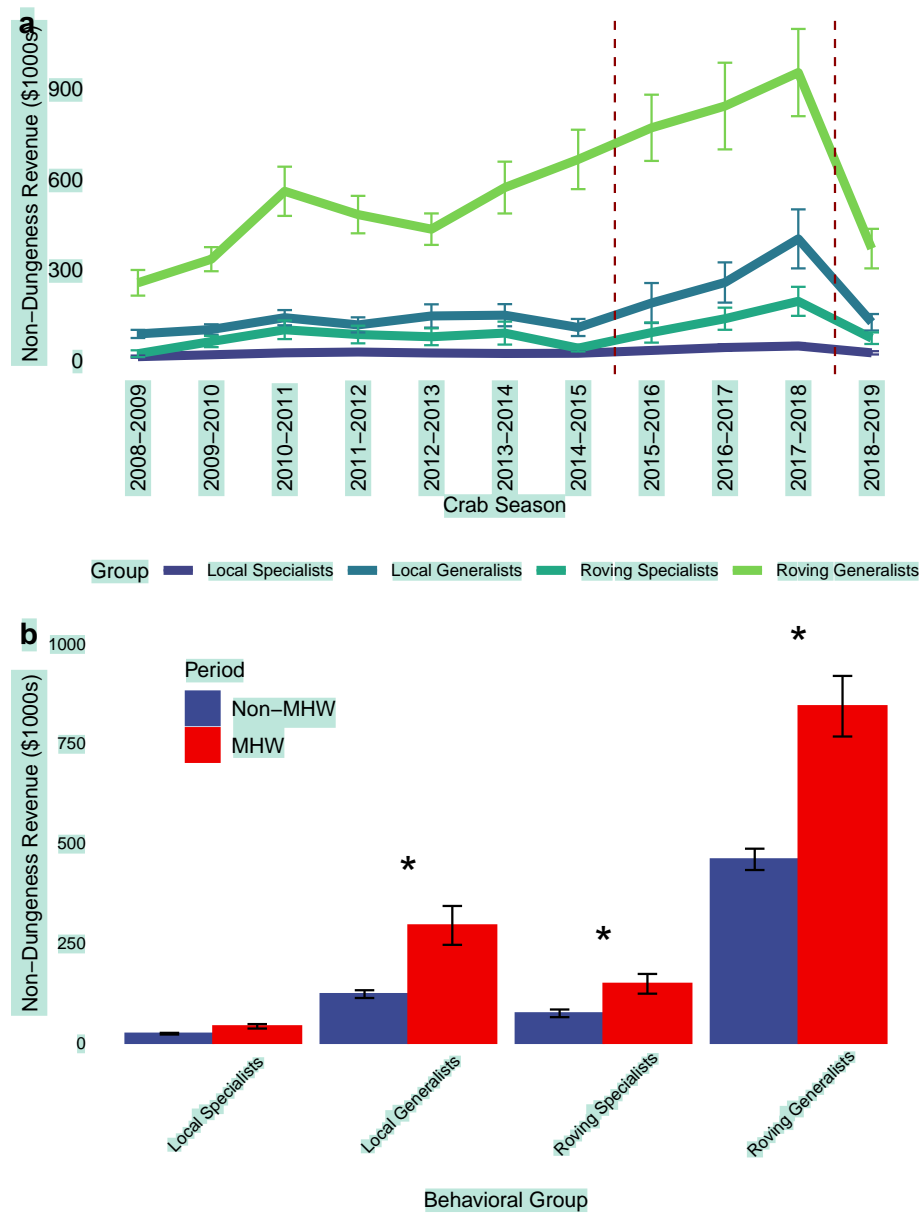 a
Non−Dungeness Revenue ($1000s)
900
600
300
0
2008−2009
2009−2010
2010−2011
2011−2012
2012−2013
2013−2014
2014−2015
2015−2016
2016−2017
2017−2018
2018−2019
Crab Season
Group Local Specialists Local Generalists Roving Specialists Roving Generalists
b
Non−Dungeness Revenue ($1000s)
1000
750
500
250
0
Period
Non−MHW
MHW
*
*
*
Local Specialists
Local Generalists
Roving Specialists
Roving Generalists
Behavioral Group